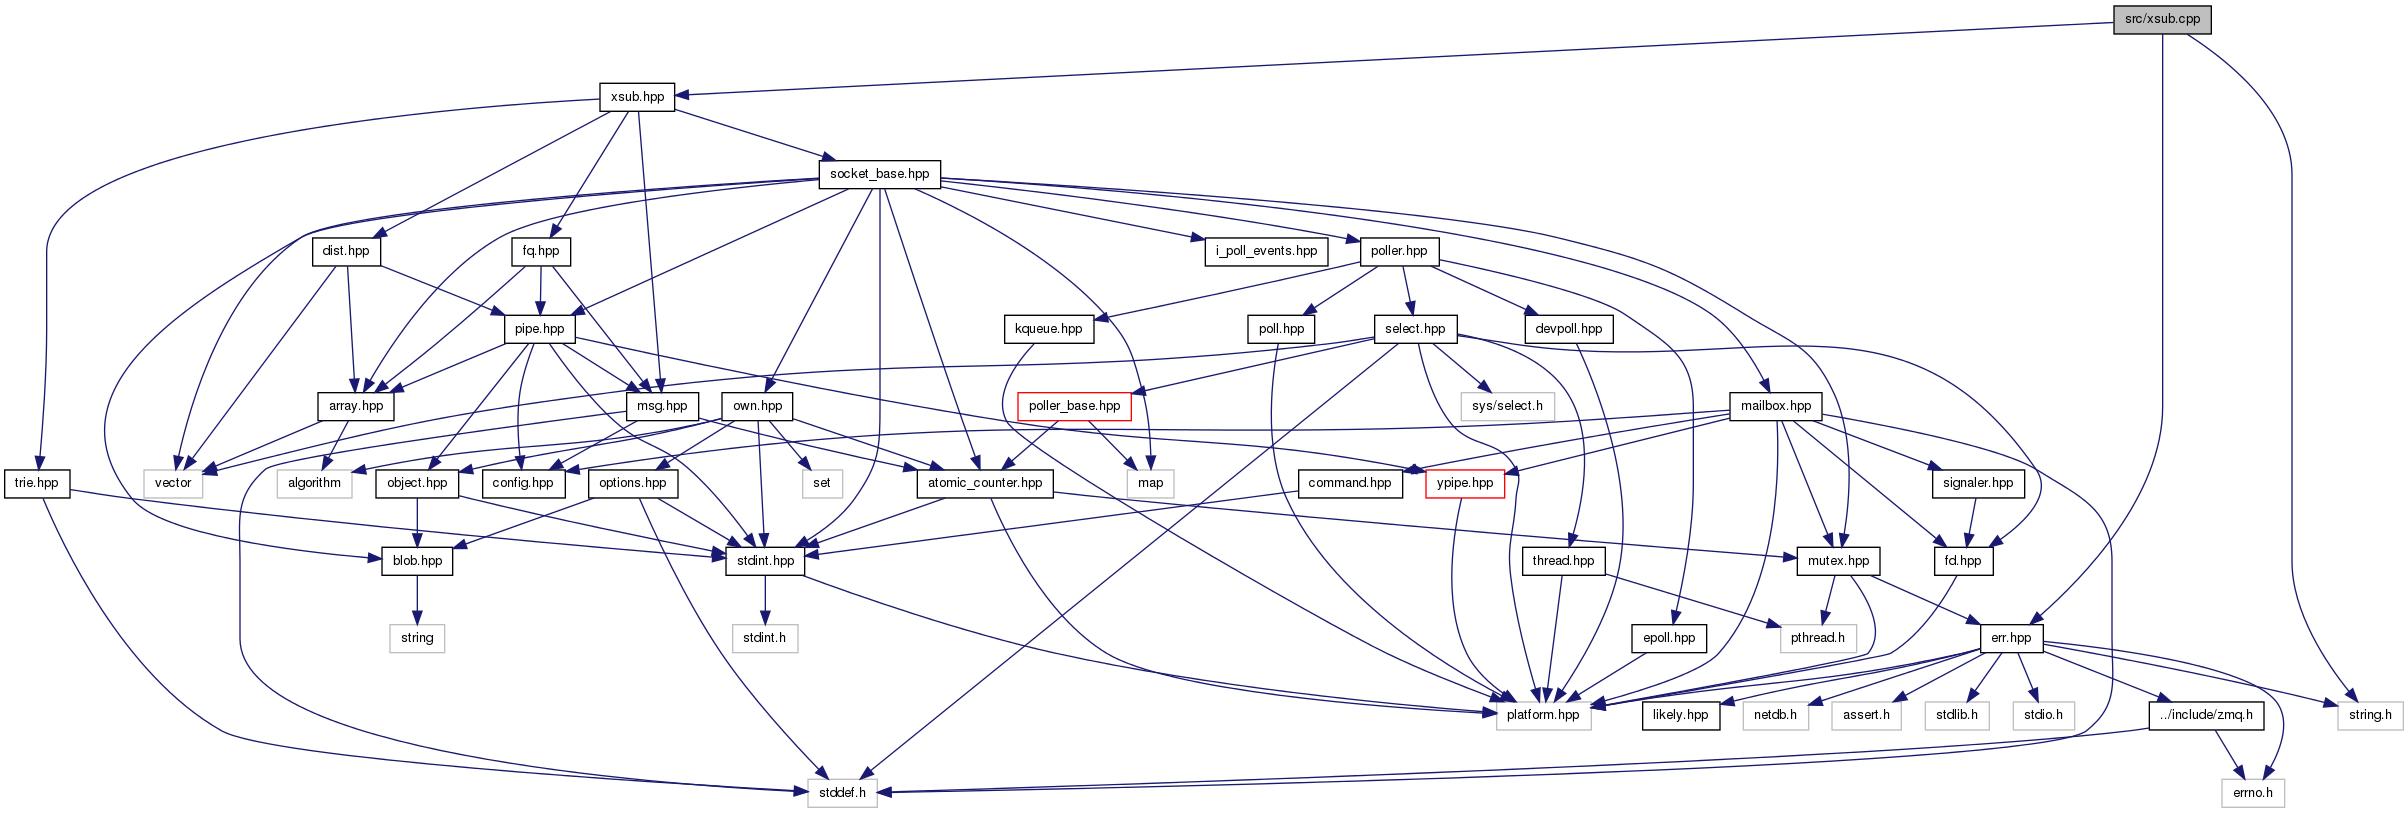 src/xsub.cpp
xsub.hpp
socket_base.hpp
dist.hpp
fq.hpp
i_poll_events.hpp
poller.hpp
pipe.hpp
kqueue.hpp
poll.hpp
select.hpp
devpoll.hpp
array.hpp
msg.hpp
own.hpp
poller_base.hpp
sys/select.h
mailbox.hpp
trie.hpp
vector
algorithm
object.hpp
config.hpp
options.hpp
set
atomic_counter.hpp
map
command.hpp
ypipe.hpp
signaler.hpp
blob.hpp
stdint.hpp
thread.hpp
mutex.hpp
fd.hpp
string
stdint.h
epoll.hpp
pthread.h
err.hpp
platform.hpp
likely.hpp
netdb.h
assert.h
stdlib.h
stdio.h
../include/zmq.h
string.h
stddef.h
errno.h